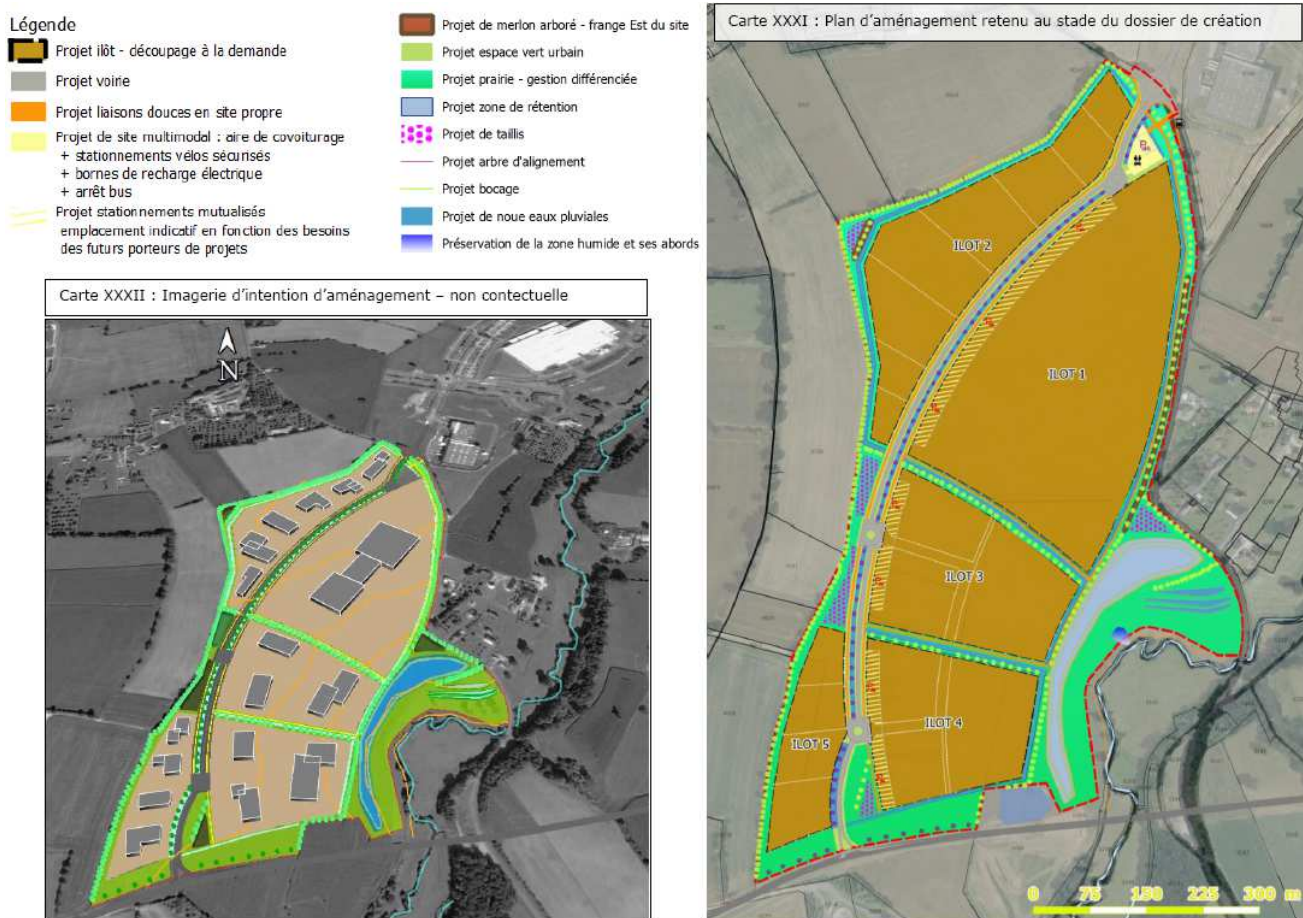 Légende
Projet ilôt - découpage à la demande
Projet voirie
Projet liaisons douces en site propre
Projet de site multimodal : aire de covoiturage
+ stationnements vélos sécurisés
+ bornes de recharge électrique
+ arrêt bus
Projet stationnements mutualisés
emplacement indicatif en fonction des besoins
des futurs porteurs de projets
Projet de merlon arboré - frange Est du site
Projet espace vert urbain
Projet prairie - gestion différenciée
Projet zone de rétention
Projet de taillis
Projet arbre d'alignement
Projet bocage
Projet de noue eaux pluviales
Préservation de la zone humide et ses abords
Carte XXXII : Imagerie d'intention d'aménagement – non contectuelle
N
Carte XXXI : Plan d'aménagement retenu au stade du dossier de création
ILOT 2
ILOT 1
ILOT 3
ILOT 4
ILOT 5
0 75 150 225 300 m